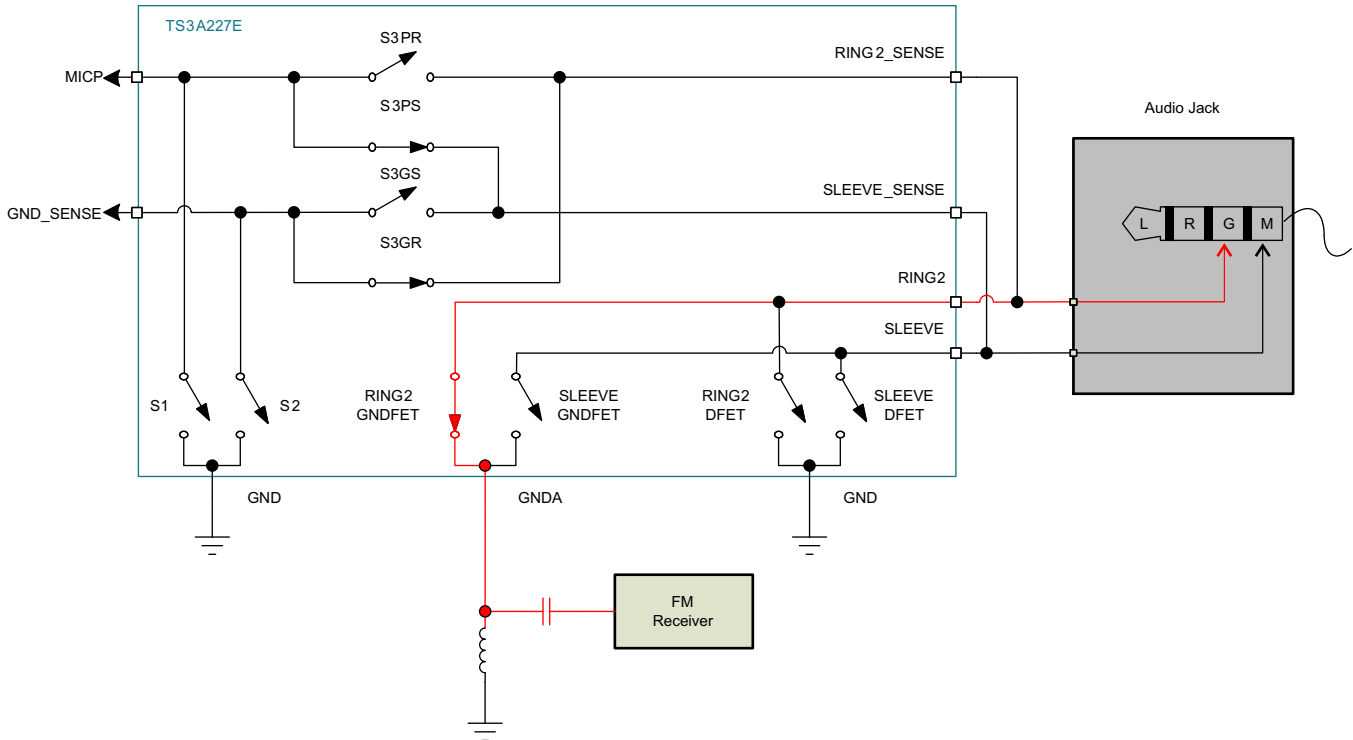 TS3A227E
S3PR
RING2_SENSE
MICP
S3PS
Audio Jack
S3GS
SLEEVE_SENSE
GND_SENSE
L R G M
S3GR
RING2
SLEEVE
S1
S2
RING2
GNDFET
SLEEVE
GNDFET
RING2
DFET
SLEEVE
DFET
GND
GNDA
GND
FM
Receiver